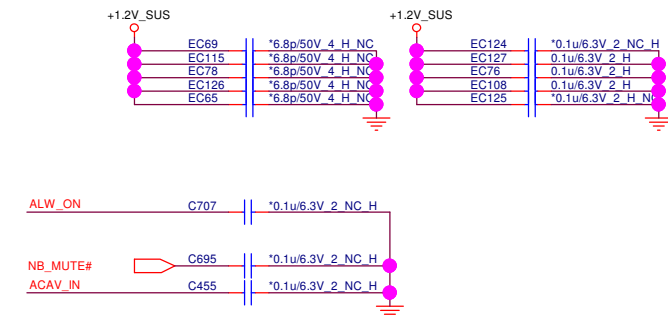 +1.2V_SUS +1.2V_SUS
EC69 *6.8p/50V_4_H_NC EC124 *0.1u/6.3V_2_NC_H
EC115 *6.8p/50V_4_H_NC EC127 0.1u/6.3V_2_H
EC78 *6.8p/50V_4_H_NC EC76 0.1u/6.3V_2_H
EC126 *6.8p/50V_4_H_NC EC108 0.1u/6.3V_2_H
EC65 *6.8p/50V_4_H_NC EC125 *0.1u/6.3V_2_H_NC
ALW_ON C707 *0.1u/6.3V_2_NC_H
NB_MUTE# C695 *0.1u/6.3V_2_NC_H
ACAV_IN C455 *0.1u/6.3V_2_NC_H